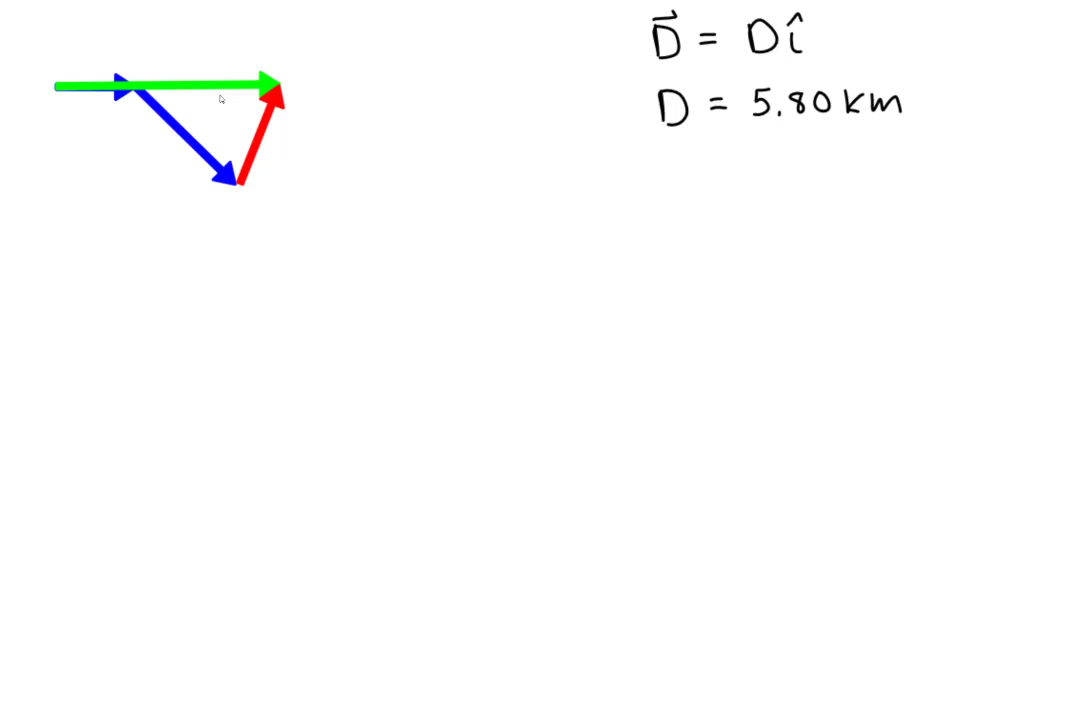 D⃗ = D î
D = 5.80 km